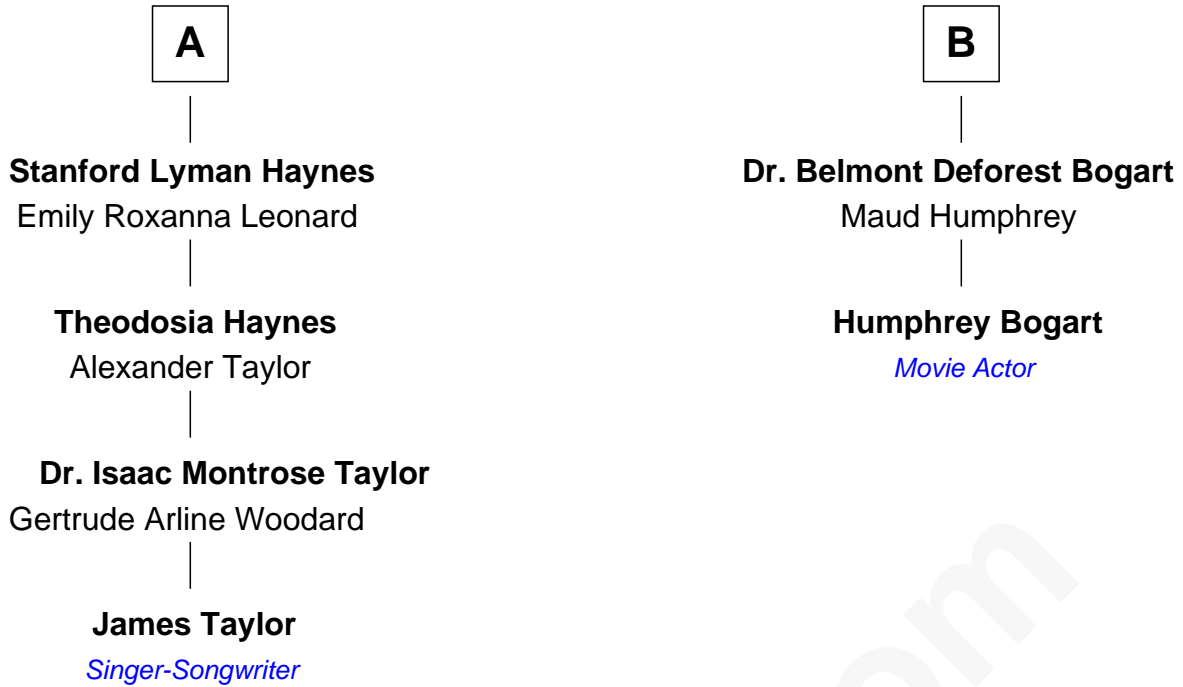 A
Stanford Lyman Haynes
Emily Roxanna Leonard
Theodosia Haynes
Alexander Taylor
Dr. Isaac Montrose Taylor
Gertrude Arline Woodard
James Taylor
Singer-Songwriter
B
Dr. Belmont Deforest Bogart
Maud Humphrey
Humphrey Bogart
Movie Actor